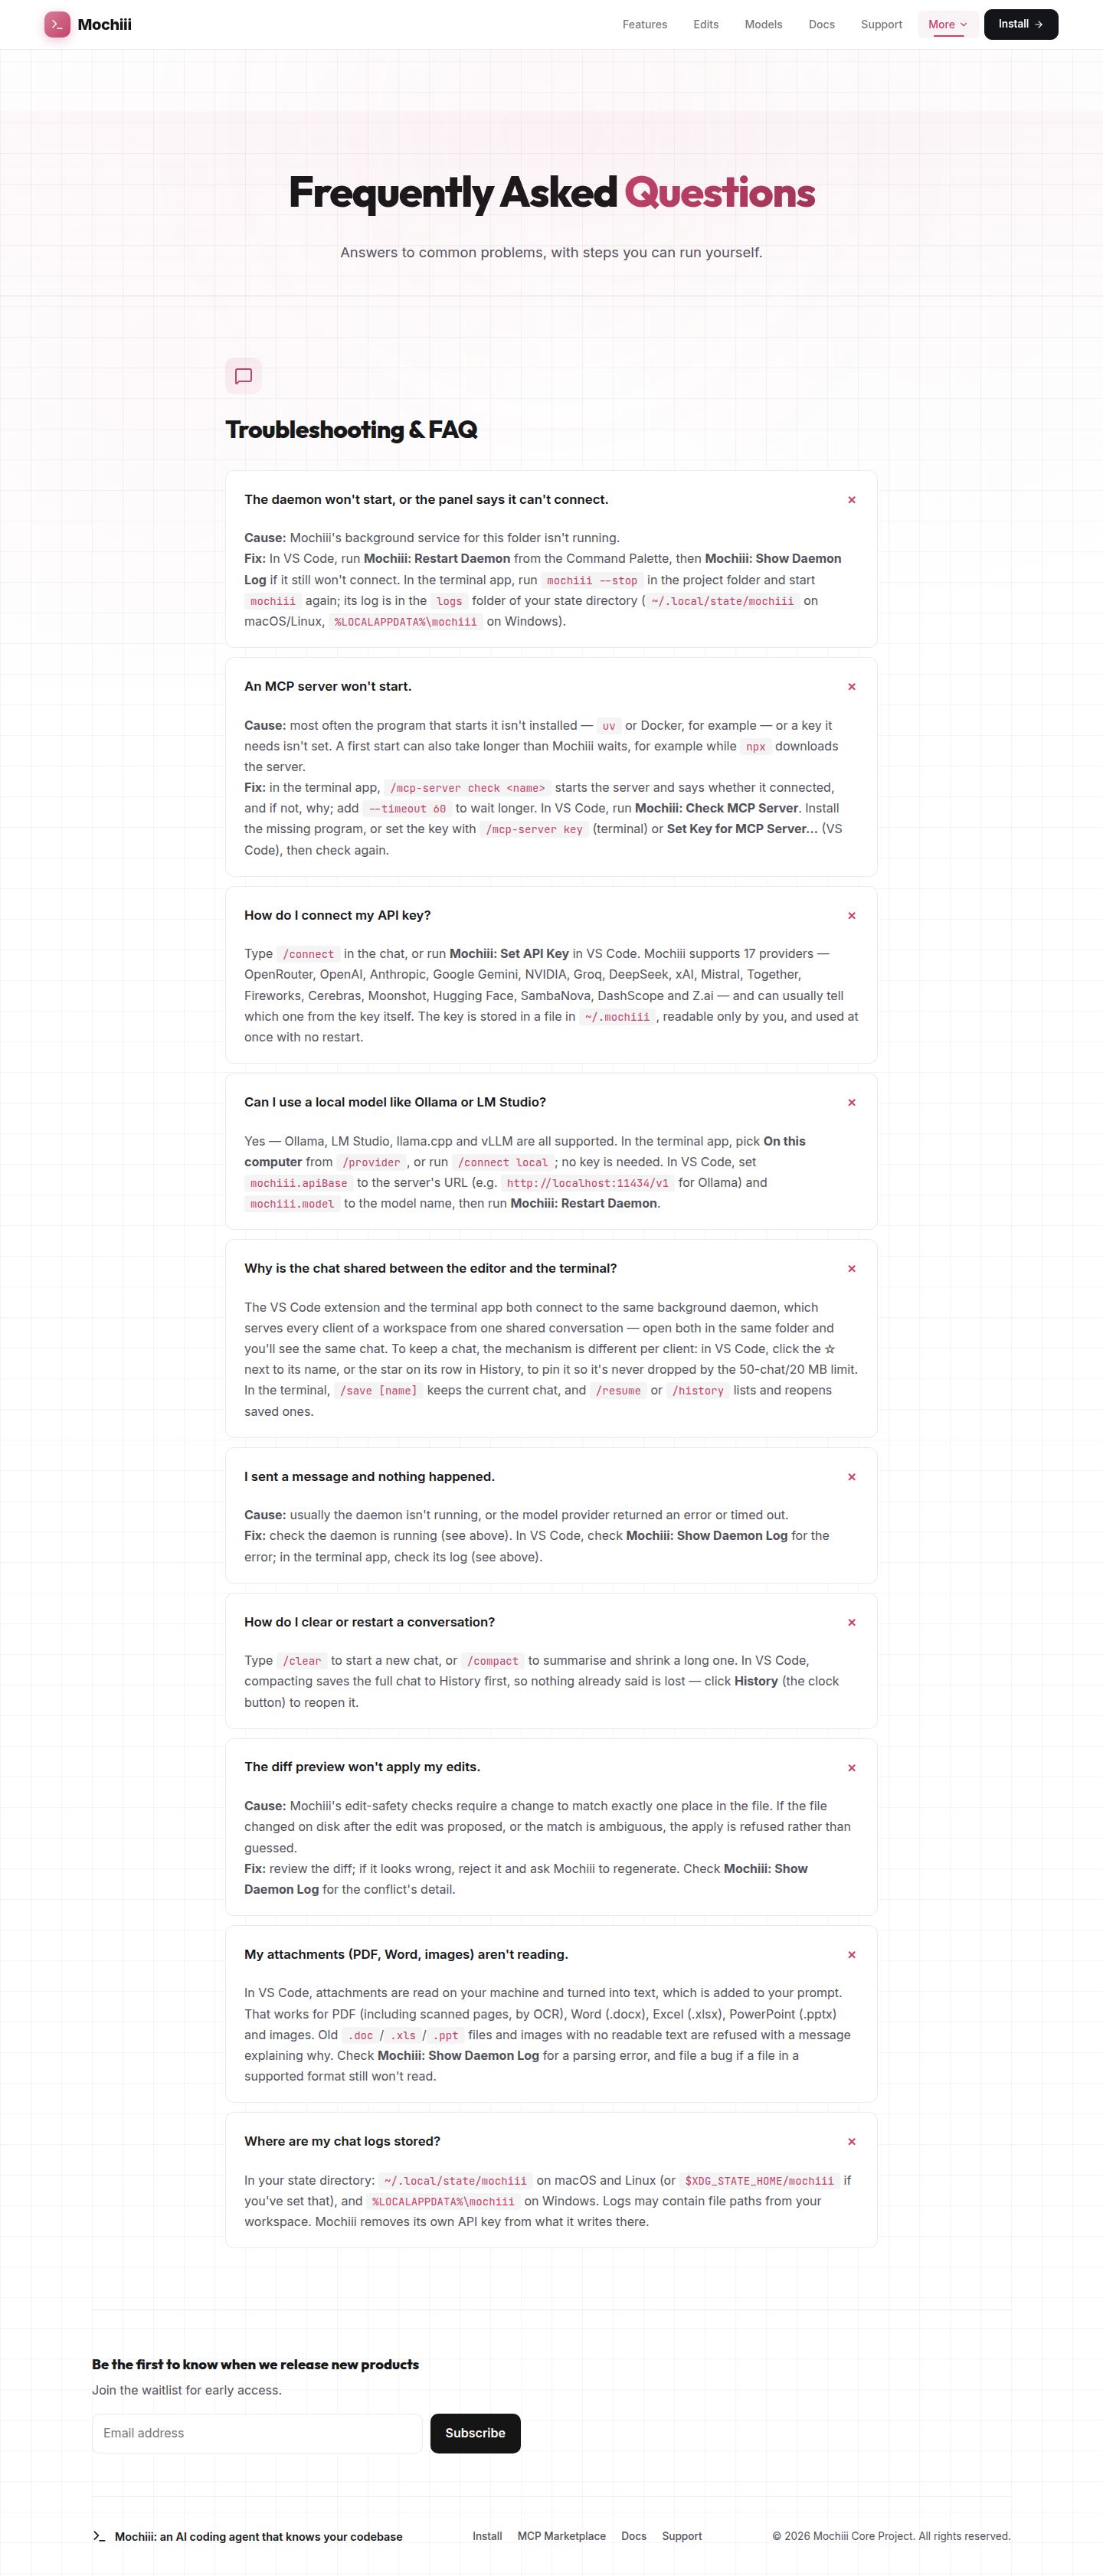 Mochiii
Features Edits Models Docs Support More Install →
Frequently Asked Questions
Answers to common problems, with steps you can run yourself.
Troubleshooting & FAQ
The daemon won't start, or the panel says it can't connect.
Cause: Mochiii's background service for this folder isn't running.
Fix: In VS Code, run Mochiii: Restart Daemon from the Command Palette, then Mochiii: Show Daemon
Log if it still won't connect. In the terminal app, run mochiii --stop in the project folder and start
mochiii again; its log is in the logs folder of your state directory ( ~/.local/state/mochiii on
macOS/Linux, %LOCALAPPDATA%\mochiii on Windows).
An MCP server won't start.
Cause: most often the program that starts it isn't installed — uv or Docker, for example — or a key it
needs isn't set. A first start can also take longer than Mochiii waits, for example while npx downloads
the server.
Fix: in the terminal app, /mcp-server check <name> starts the server and says whether it connected,
and if not, why; add --timeout 60 to wait longer. In VS Code, run Mochiii: Check MCP Server. Install
the missing program, or set the key with /mcp-server key (terminal) or Set Key for MCP Server... (VS
Code), then check again.
How do I connect my API key?
Type /connect in the chat, or run Mochiii: Set API Key in VS Code. Mochiii supports 17 providers —
OpenRouter, OpenAI, Anthropic, Google Gemini, NVIDIA, Groq, DeepSeek, xAI, Mistral, Together,
Fireworks, Cerebras, Moonshot, Hugging Face, SambaNova, DashScope and Z.ai — and can usually tell
which one from the key itself. The key is stored in a file in ~/.mochiii, readable only by you, and used at
once with no restart.
Can I use a local model like Ollama or LM Studio?
Yes — Ollama, LM Studio, llama.cpp and vLLM are all supported. In the terminal app, pick On this
computer from /provider, or run /connect local; no key is needed. In VS Code, set
mochiii.apiBase to the server's URL (e.g. http://localhost:11434/v1 for Ollama) and
mochiii.model to the model name, then run Mochiii: Restart Daemon.
Why is the chat shared between the editor and the terminal?
The VS Code extension and the terminal app both connect to the same background daemon, which
serves every client of a workspace from one shared conversation — open both in the same folder and
you'll see the same chat. To keep a chat, the mechanism is different per client: in VS Code, click the ☆
next to its name, or the star on its row in History, to pin it so it's never dropped by the 50-chat/20 MB limit.
In the terminal, /save [name] keeps the current chat, and /resume or /history lists and reopens
saved ones.
I sent a message and nothing happened.
Cause: usually the daemon isn't running, or the model provider returned an error or timed out.
Fix: check the daemon is running (see above). In VS Code, check Mochiii: Show Daemon Log for the
error; in the terminal app, check its log (see above).
How do I clear or restart a conversation?
Type /clear to start a new chat, or /compact to summarise and shrink a long one. In VS Code,
compacting saves the full chat to History first, so nothing already said is lost — click History (the clock
button) to reopen it.
The diff preview won't apply my edits.
Cause: Mochiii's edit-safety checks require a change to match exactly one place in the file. If the file
changed on disk after the edit was proposed, or the match is ambiguous, the apply is refused rather than
guessed.
Fix: review the diff; if it looks wrong, reject it and ask Mochiii to regenerate. Check Mochiii: Show
Daemon Log for the conflict's detail.
My attachments (PDF, Word, images) aren't reading.
In VS Code, attachments are read on your machine and turned into text, which is added to your prompt.
That works for PDF (including scanned pages, by OCR), Word (.docx), Excel (.xlsx), PowerPoint (.pptx)
and images. Old .doc / .xls / .ppt files and images with no readable text are refused with a message
explaining why. Check Mochiii: Show Daemon Log for a parsing error, and file a bug if a file in a
supported format still won't read.
Where are my chat logs stored?
In your state directory: ~/.local/state/mochiii on macOS and Linux (or $XDG_STATE_HOME/mochiii if
you've set that), and %LOCALAPPDATA%\mochiii on Windows. Logs may contain file paths from your
workspace. Mochiii removes its own API key from what it writes there.
Be the first to know when we release new products
Join the waitlist for early access.
Email address Subscribe
Mochiii: an AI coding agent that knows your codebase Install MCP Marketplace Docs Support © 2026 Mochiii Core Project. All rights reserved.